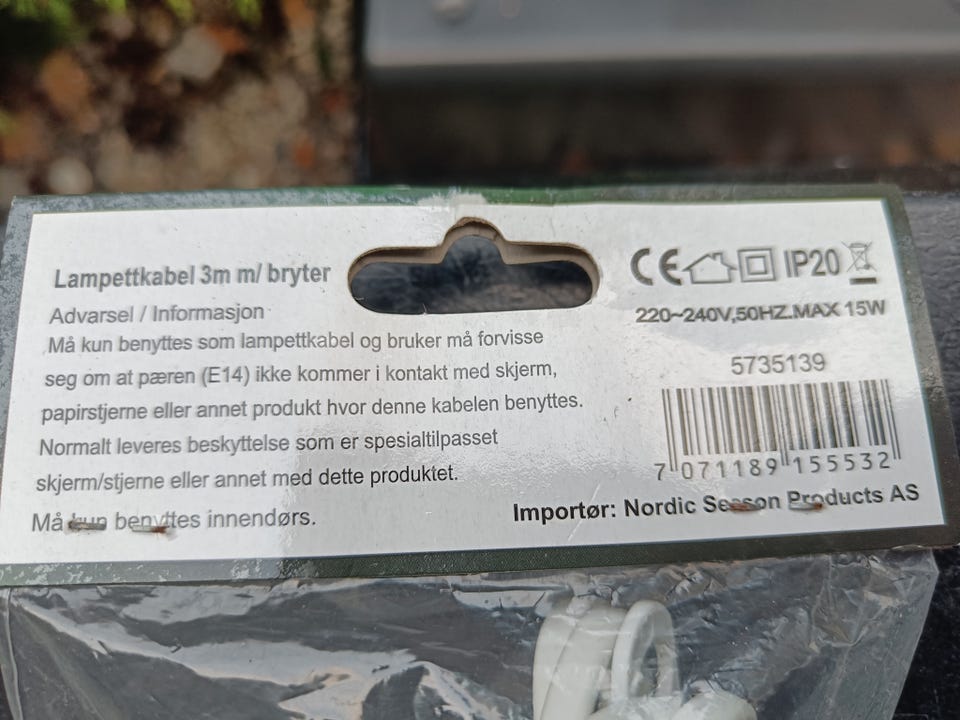 Lampettkabel 3m m/ bryter
Advarsel / Informasjon
Må kun benyttes som lampettkabel og bruker må forvisse
seg om at pæren (E14) ikke kommer i kontakt med skjerm,
papirstjerne eller annet produkt hvor denne kabelen benyttes.
Normalt leveres beskyttelse som er spesialtilpasset
skjerm/stjerne eller annet med dette produktet.
Må kun benyttes innendørs.
CE IP20
220~240V,50HZ.MAX 15W
5735139
7 071189 155532
Importør: Nordic Season Products AS